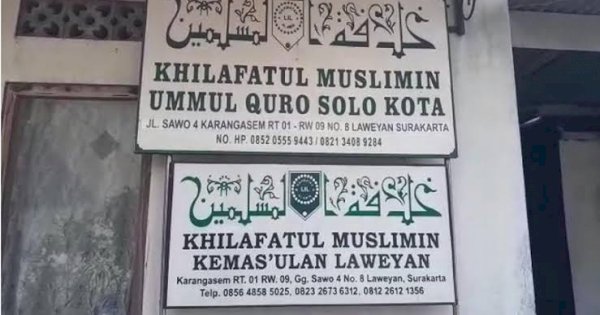 خلافة المسلمين
KHILAFATUL MUSLIMIN
UMMUL QURO SOLO KOTA
JL. SAWO 4 KARANGASEM RT 01 - RW 09 NO. 8 LAWEYAN SURAKARTA
NO. HP. 0852 0555 9443 / 0821 3408 9284
خلافة المسلمين
KHILAFATUL MUSLIMIN
KEMAS'ULAN LAWEYAN
Karangasem RT. 01 RW. 09, Gg. Sawo 4 No. 8 Laweyan, Surakarta
Telp. 0856 4858 5025, 0823 2673 6312, 0812 2612 1356